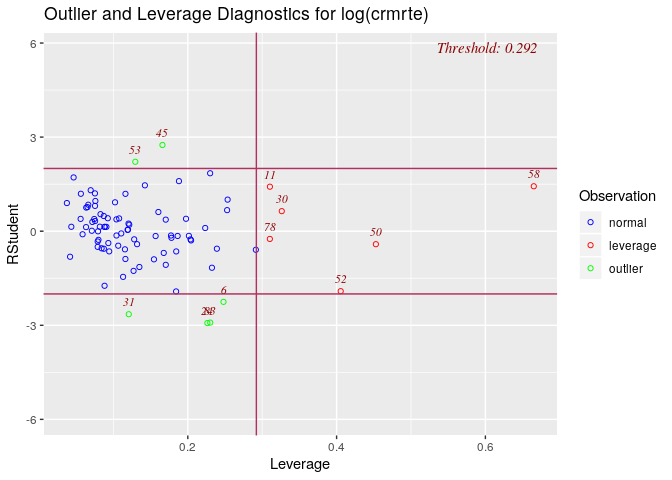 Outlier and Leverage Diagnostics for log(crmrte)
6
Threshold: 0.292
45
3
53
11
58
30
78
50
0
RStudent
52
6
31
-3
-6
0.2
0.4
0.6
Leverage
Observation
normal
leverage
outlier